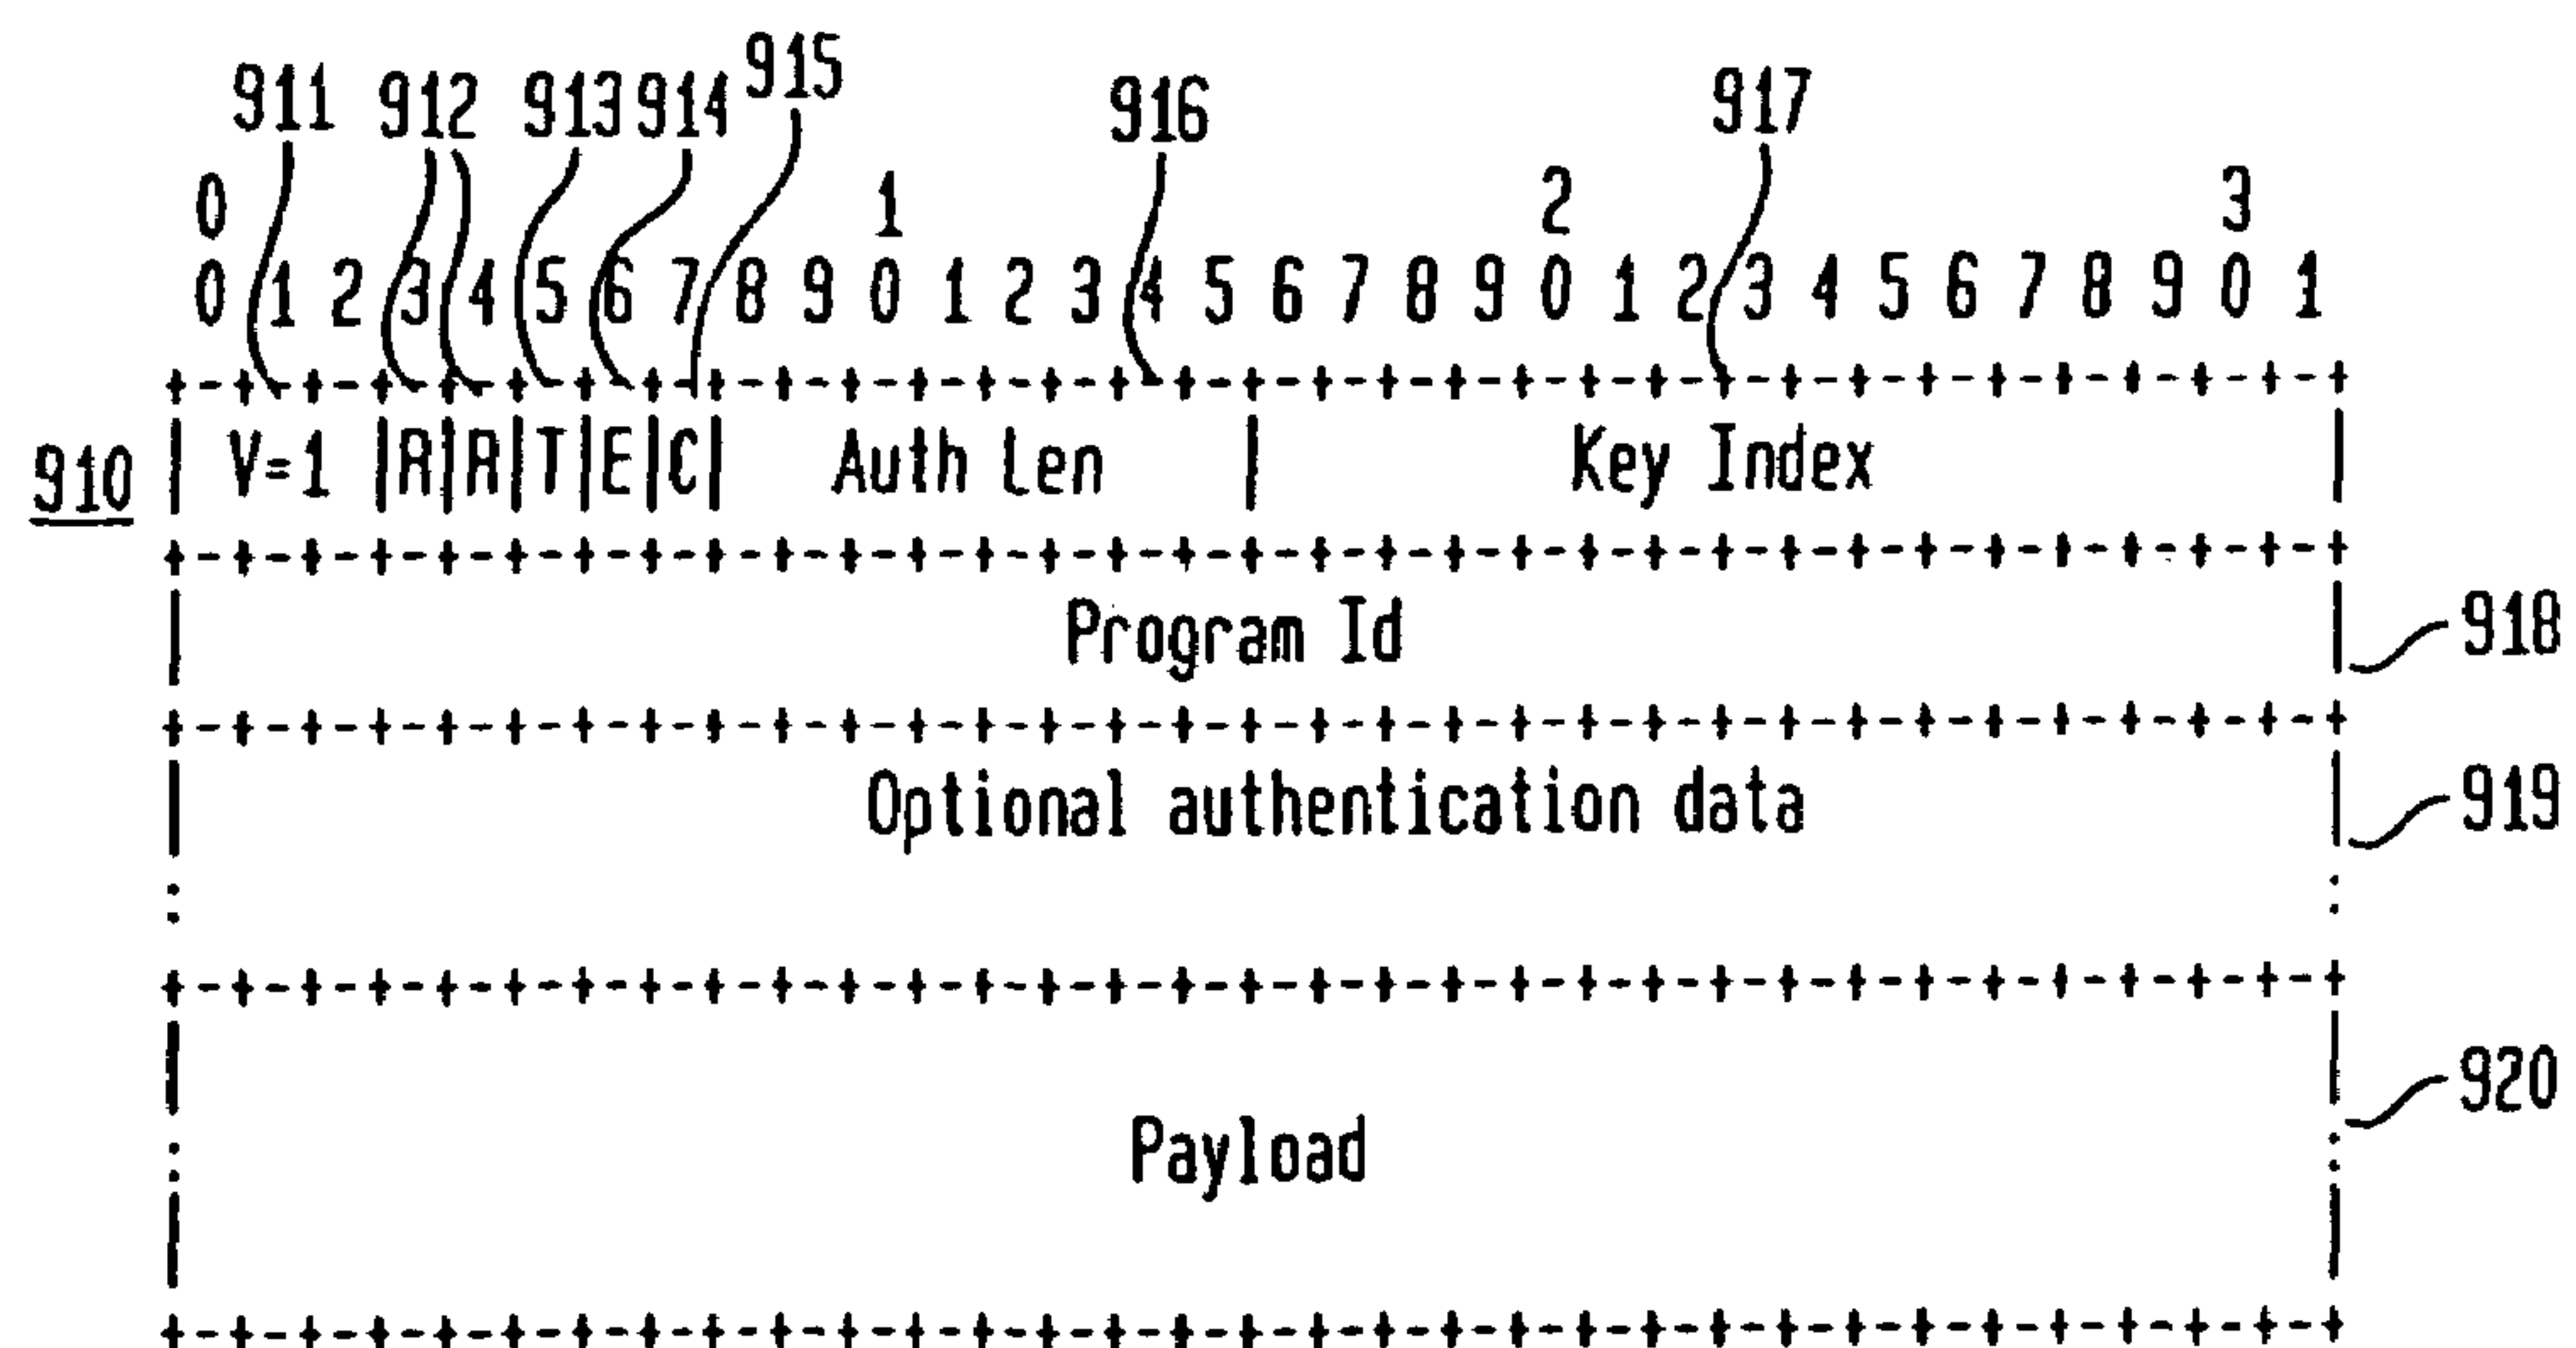 911 912 913 914 915 916 917
0 1 2 3
0 1 2 3 4 5 6 7 8 9 0 1 2 3 4 5 6 7 8 9 0 1 2 3 4 5 6 7 8 9 0 1
+-+-+-+-+-+-+-+-+-+-+-+-+-+-+-+-+-+-+-+-+-+-+-+-+-+-+-+-+-+-+-+-+
910 | V=1 |R|R|T|E|C| Auth Len | Key Index |
+-+-+-+-+-+-+-+-+-+-+-+-+-+-+-+-+-+-+-+-+-+-+-+-+-+-+-+-+-+-+-+-+
| Program Id | 918
+-+-+-+-+-+-+-+-+-+-+-+-+-+-+-+-+-+-+-+-+-+-+-+-+-+-+-+-+-+-+-+-+
| Optional authentication data | 919
: :
+-+-+-+-+-+-+-+-+-+-+-+-+-+-+-+-+-+-+-+-+-+-+-+-+-+-+-+-+-+-+-+-+
| | 920
: Payload :
| |
+-+-+-+-+-+-+-+-+-+-+-+-+-+-+-+-+-+-+-+-+-+-+-+-+-+-+-+-+-+-+-+-+